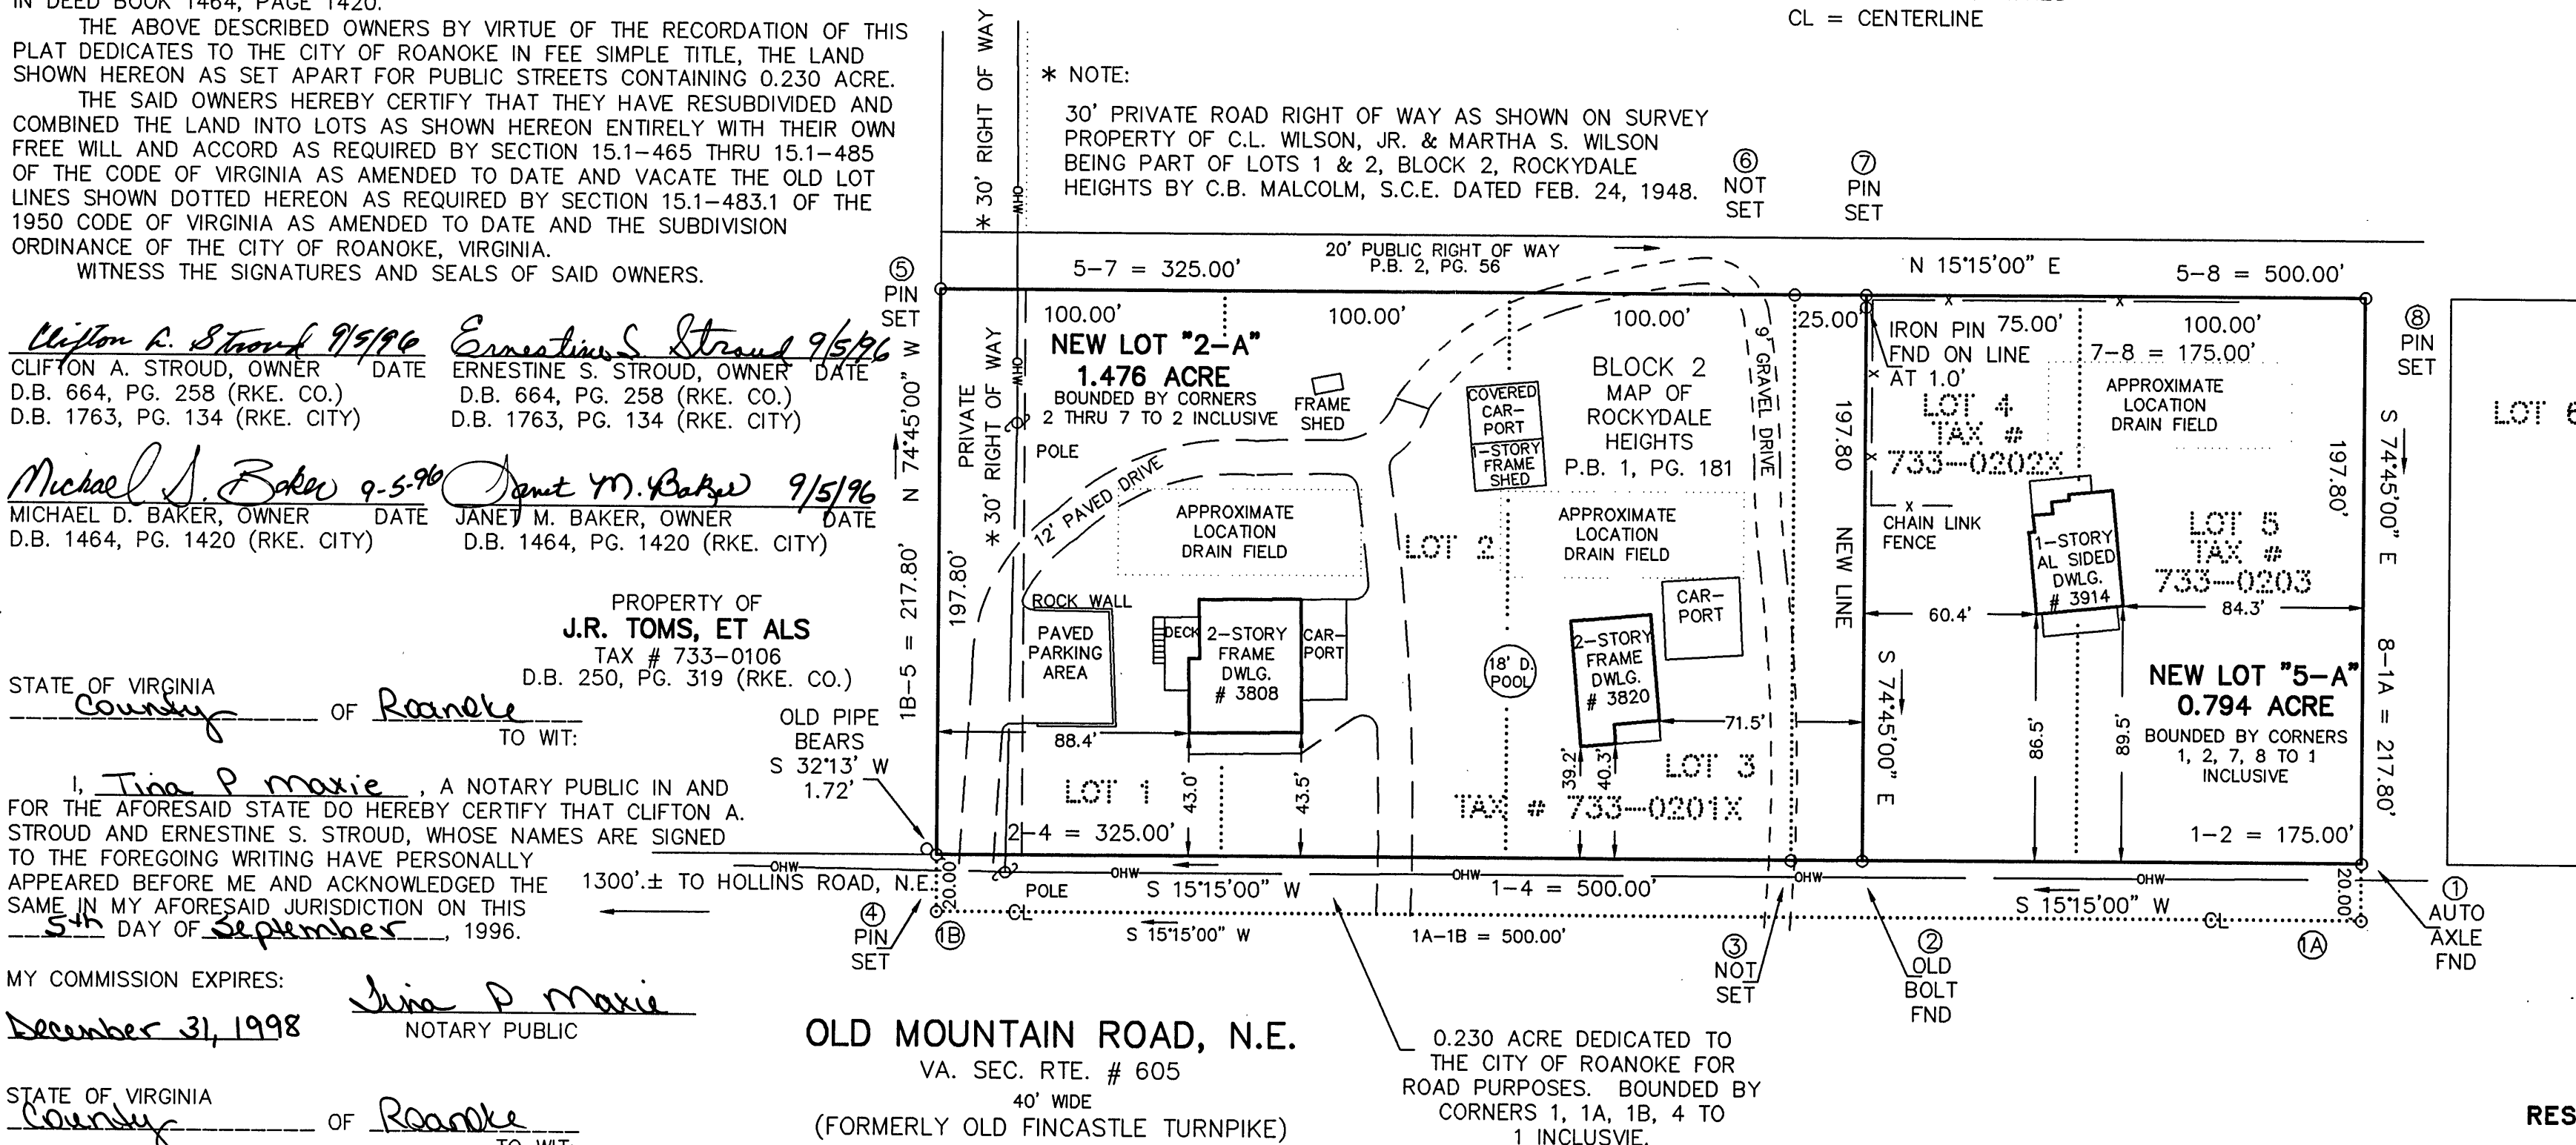 IN DEED BOOK 1464, PAGE 1420.
THE ABOVE DESCRIBED OWNERS BY VIRTUE OF THE RECORDATION OF THIS
PLAT DEDICATES TO THE CITY OF ROANOKE IN FEE SIMPLE TITLE, THE LAND
SHOWN HEREON AS SET APART FOR PUBLIC STREETS CONTAINING 0.230 ACRE.
THE SAID OWNERS HEREBY CERTIFY THAT THEY HAVE RESUBDIVIDED AND
COMBINED THE LAND INTO LOTS AS SHOWN HEREON ENTIRELY WITH THEIR OWN
FREE WILL AND ACCORD AS REQUIRED BY SECTION 15.1-465 THRU 15.1-485
OF THE CODE OF VIRGINIA AS AMENDED TO DATE AND VACATE THE OLD LOT
LINES SHOWN DOTTED HEREON AS REQUIRED BY SECTION 15.1-483.1 OF THE
1950 CODE OF VIRGINIA AS AMENDED TO DATE AND THE SUBDIVISION
ORDINANCE OF THE CITY OF ROANOKE, VIRGINIA.
WITNESS THE SIGNATURES AND SEALS OF SAID OWNERS.
Clifton A. Stroud 9/5/96 Ernestine S. Stroud 9/5/96
CLIFTON A. STROUD, OWNER DATE ERNESTINE S. STROUD, OWNER DATE
D.B. 664, PG. 258 (RKE. CO.) D.B. 664, PG. 258 (RKE. CO.)
D.B. 1763, PG. 134 (RKE. CITY) D.B. 1763, PG. 134 (RKE. CITY)
Michael D. Baker 9-5-96 Janet M. Baker 9/5/96
MICHAEL D. BAKER, OWNER DATE JANET M. BAKER, OWNER DATE
D.B. 1464, PG. 1420 (RKE. CITY) D.B. 1464, PG. 1420 (RKE. CITY)
PROPERTY OF
J.R. TOMS, ET ALS
TAX # 733-0106
D.B. 250, PG. 319 (RKE. CO.)
STATE OF VIRGINIA
County OF Roanoke
TO WIT:
I, Tina P Maxie, A NOTARY PUBLIC IN AND
FOR THE AFORESAID STATE DO HEREBY CERTIFY THAT CLIFTON A.
STROUD AND ERNESTINE S. STROUD, WHOSE NAMES ARE SIGNED
TO THE FOREGOING WRITING HAVE PERSONALLY
APPEARED BEFORE ME AND ACKNOWLEDGED THE
SAME IN MY AFORESAID JURISDICTION ON THIS
5th DAY OF September, 1996.
MY COMMISSION EXPIRES:
December 31, 1998
Tina P Maxie
NOTARY PUBLIC
STATE OF VIRGINIA
County OF Roanoke
TO WIT:
CL = CENTERLINE
* NOTE:
30' PRIVATE ROAD RIGHT OF WAY AS SHOWN ON SURVEY
PROPERTY OF C.L. WILSON, JR. & MARTHA S. WILSON
BEING PART OF LOTS 1 & 2, BLOCK 2, ROCKYDALE
HEIGHTS BY C.B. MALCOLM, S.C.E. DATED FEB. 24, 1948.
* 30' RIGHT OF WAY
OHW
6
NOT
SET
7
PIN
SET
20' PUBLIC RIGHT OF WAY
P.B. 2, PG. 56
5-7 = 325.00'
N 15°15'00" E
5-8 = 500.00'
5
PIN
SET
8
PIN
SET
100.00'
100.00'
100.00'
25.00'
75.00'
100.00'
N 74°45'00" W
1B-5 = 217.80'
197.80'
PRIVATE
* 30' RIGHT OF WAY
OHW
POLE
NEW LOT "2-A"
1.476 ACRE
BOUNDED BY CORNERS
2 THRU 7 TO 2 INCLUSIVE
FRAME
SHED
COVERED
CAR-
PORT
1-STORY
FRAME
SHED
BLOCK 2
MAP OF
ROCKYDALE
HEIGHTS
P.B. 1, PG. 181
9' GRAVEL DRIVE
12' PAVED DRIVE
APPROXIMATE
LOCATION
DRAIN FIELD
LOT 2
APPROXIMATE
LOCATION
DRAIN FIELD
IRON PIN
FND ON LINE
AT 1.0'
7-8 = 175.00'
APPROXIMATE
LOCATION
DRAIN FIELD
LOT 4
TAX #
733-0202X
CHAIN LINK
FENCE
LOT 5
TAX #
733-0203
LOT 6
197.80
NEW LINE
S 74°45'00" E
197.80'
S 74°45'00" E
8-1A = 217.80'
ROCK WALL
PAVED
PARKING
AREA
DECK
2-STORY
FRAME
DWLG.
# 3808
CAR-
PORT
18' D.
POOL
2-STORY
FRAME
DWLG.
# 3820
CAR-
PORT
1-STORY
AL SIDED
DWLG.
# 3914
60.4'
84.3'
71.5'
88.4'
43.0'
43.5'
39.2'
40.3'
86.5'
89.5'
NEW LOT "5-A"
0.794 ACRE
BOUNDED BY CORNERS
1, 2, 7, 8 TO 1
INCLUSIVE
LOT 1
LOT 3
TAX # 733-0201X
2-4 = 325.00'
1-2 = 175.00'
OLD PIPE
BEARS
S 32°13' W
1.72'
OHW
OHW
OHW
OHW
OHW
1300'.± TO HOLLINS ROAD, N.E.
20.00'
POLE
S 15°15'00" W
1-4 = 500.00'
S 15°15'00" W
20.00'
CL
CL
4
PIN
SET
1B
S 15°15'00" W
1A-1B = 500.00'
3
NOT
SET
2
OLD
BOLT
FND
1A
1
AUTO
AXLE
FND
OLD MOUNTAIN ROAD, N.E.
VA. SEC. RTE. # 605
40' WIDE
(FORMERLY OLD FINCASTLE TURNPIKE)
0.230 ACRE DEDICATED TO
THE CITY OF ROANOKE FOR
ROAD PURPOSES. BOUNDED BY
CORNERS 1, 1A, 1B, 4 TO
1 INCLUSVIE.
RES